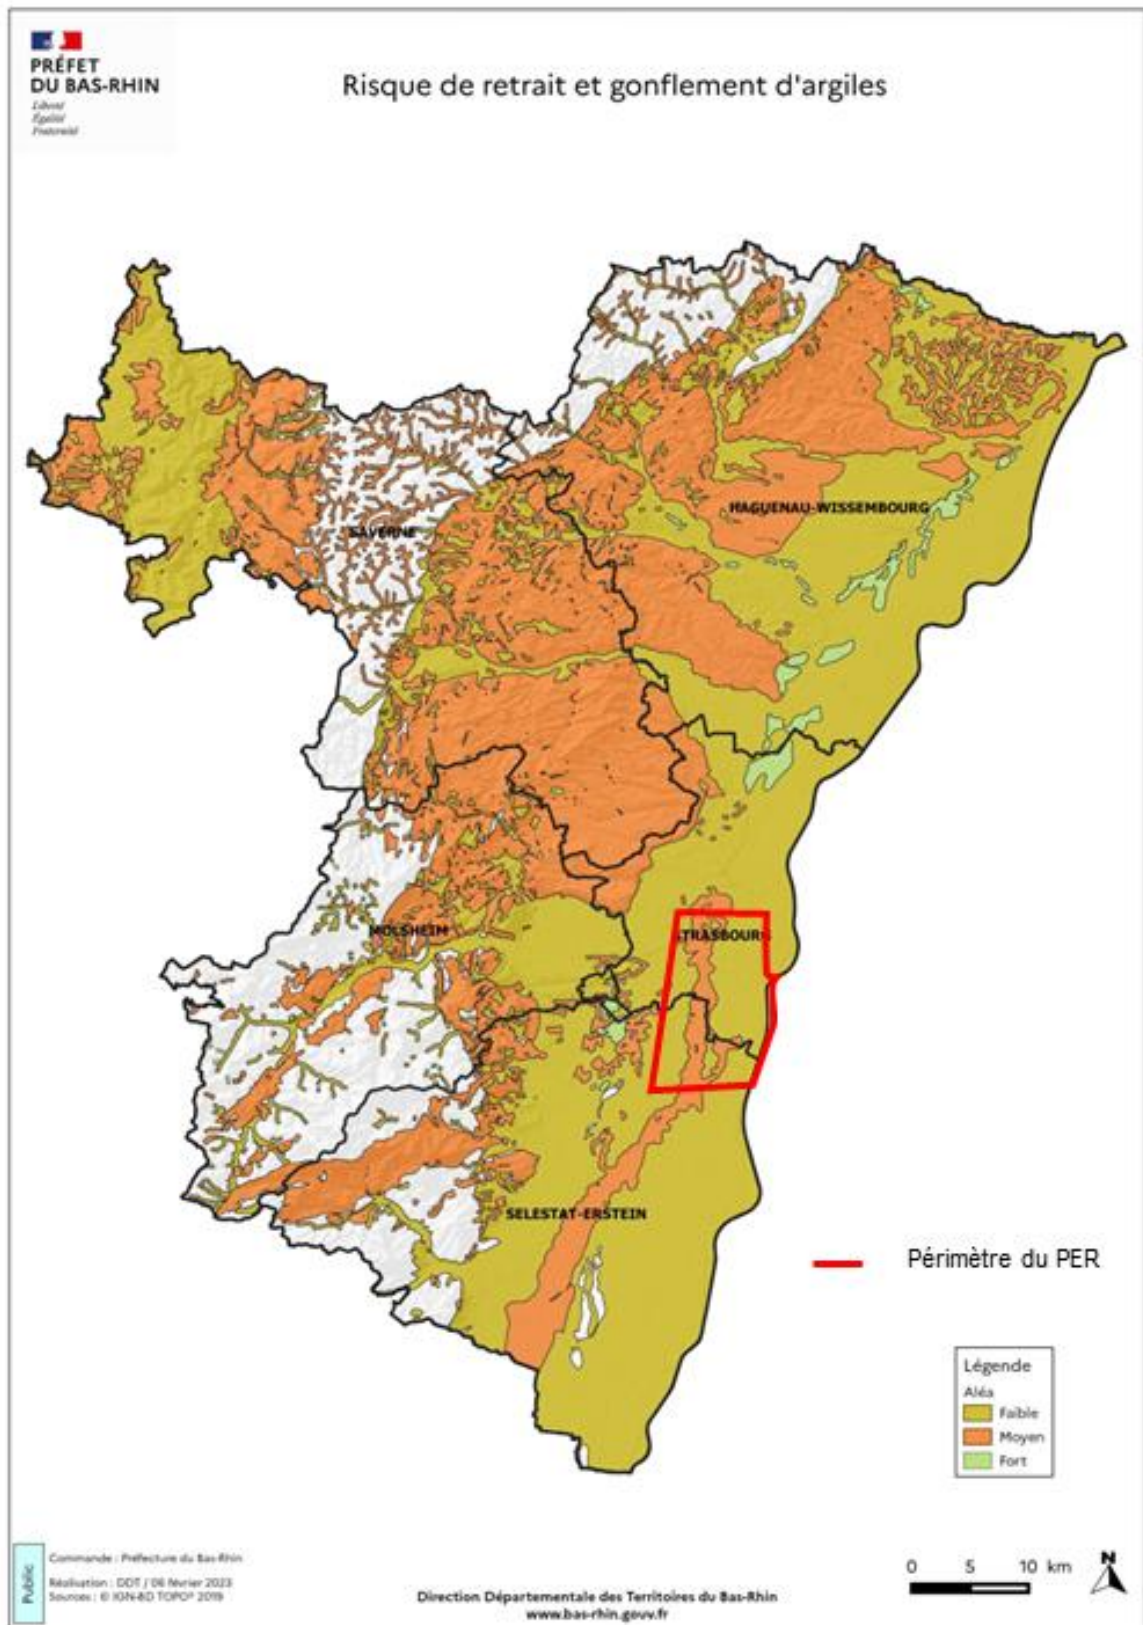 PRÉFET
DU BAS-RHIN
Liberté
Égalité
Fraternité
Risque de retrait et gonflement d'argiles
HAGUENAU-WISSEMBOURG
SAVERNE
MOLSHEIM
STRASBOURG
SELESTAT-ERSTEIN
Périmètre du PER
Légende
Aléa
Faible
Moyen
Fort
Public
Commande : Préfecture du Bas-Rhin
Réalisation : DDT / 06 février 2023
Sources : © IGN-BD TOPO® 2019
Direction Départementale des Territoires du Bas-Rhin
www.bas-rhin.gouv.fr
0 5 10 km
N